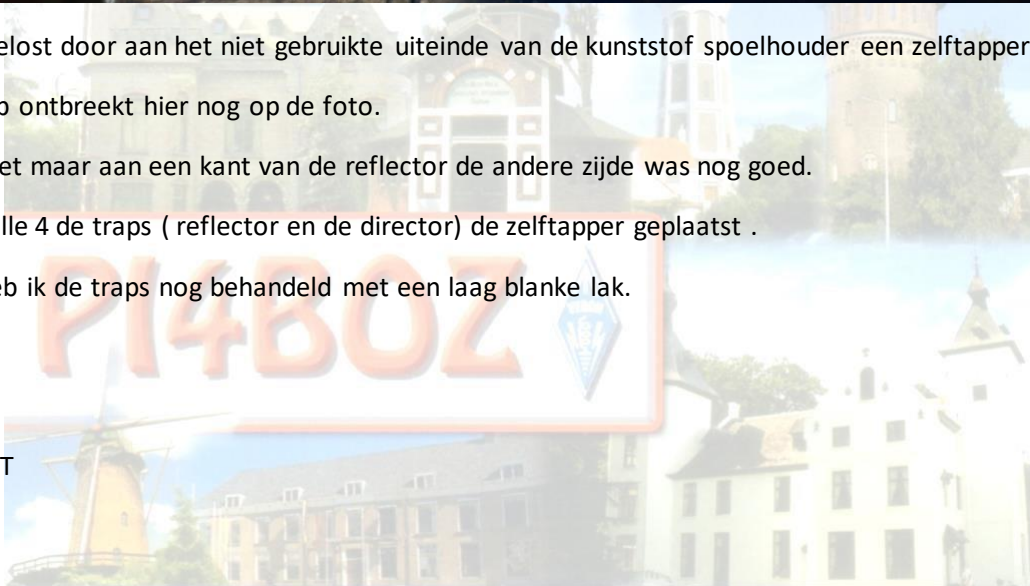 elost door aan het niet gebruikte uiteinde van de kunststof spoelhouder een zelftapper
ontbreekt hier nog op de foto.
et maar aan een kant van de reflector de andere zijde was nog goed.
lle 4 de traps ( reflector en de director) de zelftapper geplaatst .
eb ik de traps nog behandeld met een laag blanke lak.
PI4BOZ
T